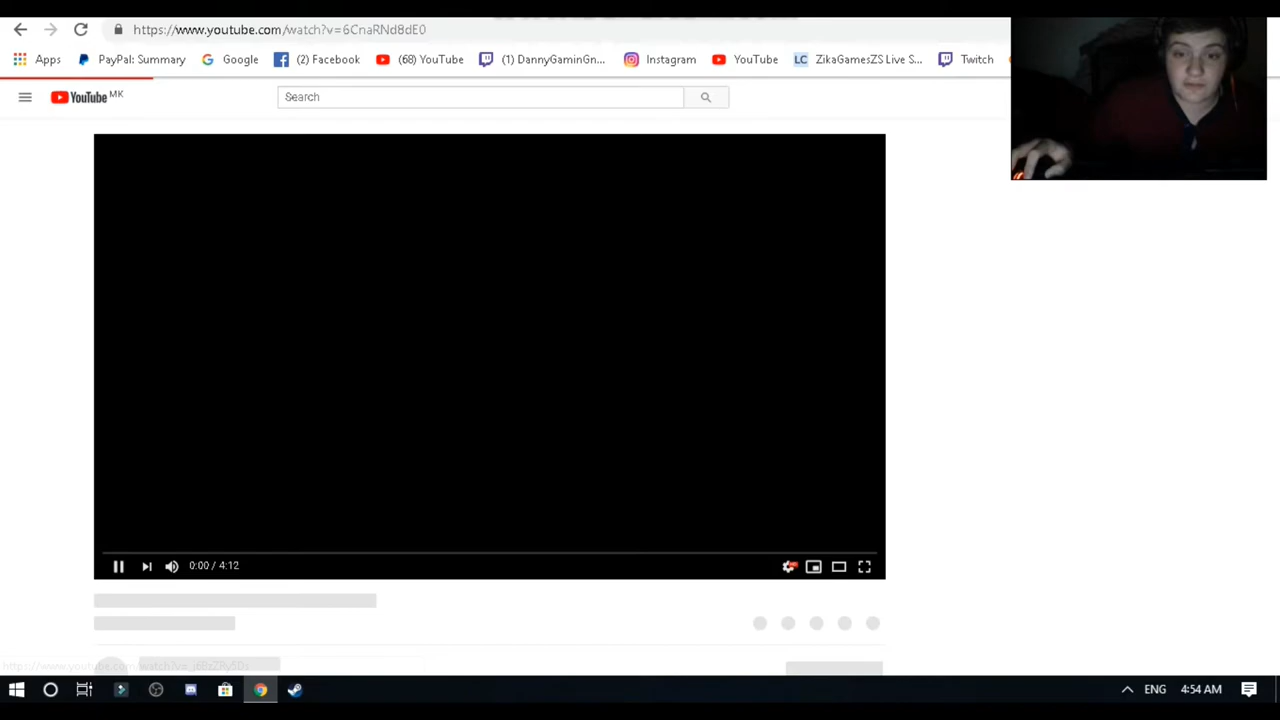 https://www.youtube.com/watch?v=6CnaRNd8dE0
Apps PayPal: Summary Google (2) Facebook (68) YouTube (1) DannyGaminGn... Instagram YouTube LC ZikaGamesZS Live S... Twitch
YouTube MK
Search
0:00 / 4:12
ENG 4:54 AM